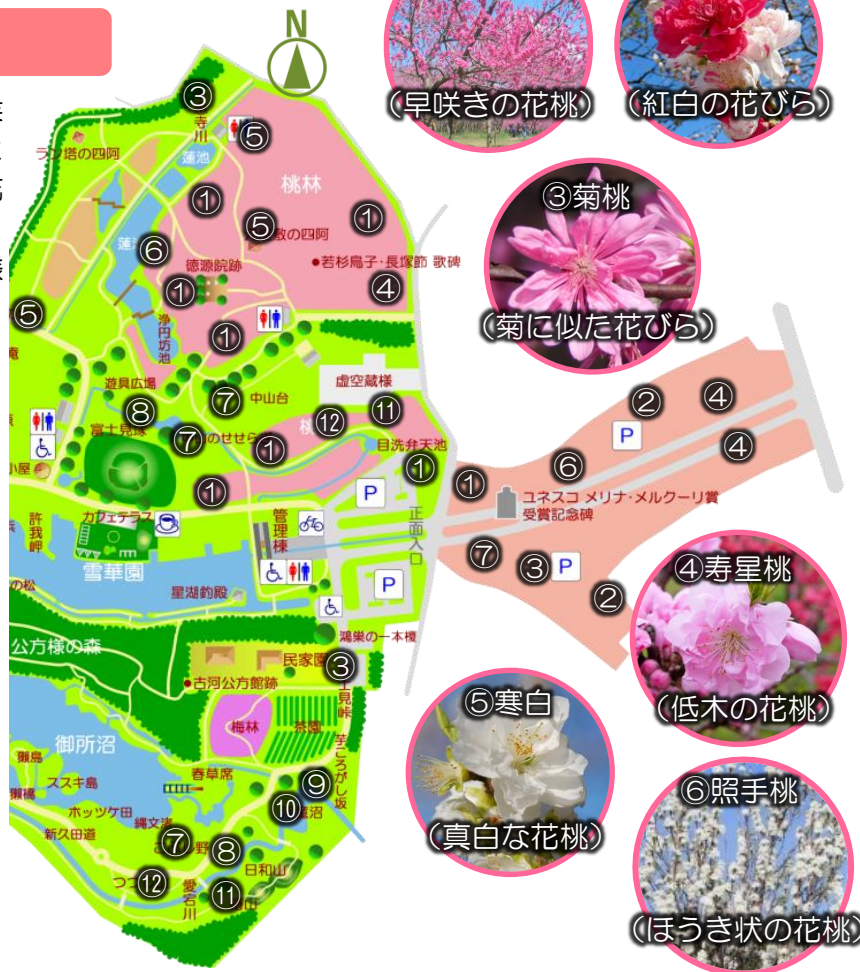 N
(早咲きの花桃)
(紅白の花びら)
③
寺川
⑤
ラン塔の四阿
蓮池
桃林
①
①
⑤
の四阿
⑥
徳源院跡
●若杉鳥子・長塚節 歌碑
①
④
③菊桃
(菊に似た花びら)
⑤
浄円坊池
①
虚空蔵様
遊具広場
⑦
中山台
⑪
⑧
⑫
②
④
富士見塚
⑦
のせせら
①
目洗弁天池
P
④
小屋
①
⑥
①
P
①
ユネスコ メリナ・メルクーリ賞
受賞記念碑
許我岬
カフェテラス
管理棟
正面入口
⑦
③
P
雪華園
②
の松
星湖釣殿
P
④寿星桃
(低木の花桃)
鴻巣の一本榎
公方様の森
民家園
③
●古河公方館跡
士見峠
梅林
茶園
⑤寒白
(真白な花桃)
御所沼
芋ころがし坂
春草席
⑨
ススキ島
⑩
沼
⑥照手桃
(ほうき状の花桃)
ホッツケ田
縄文
新久田道
⑦
野
⑧
日和山
つつ
⑫
愛宕川
⑪